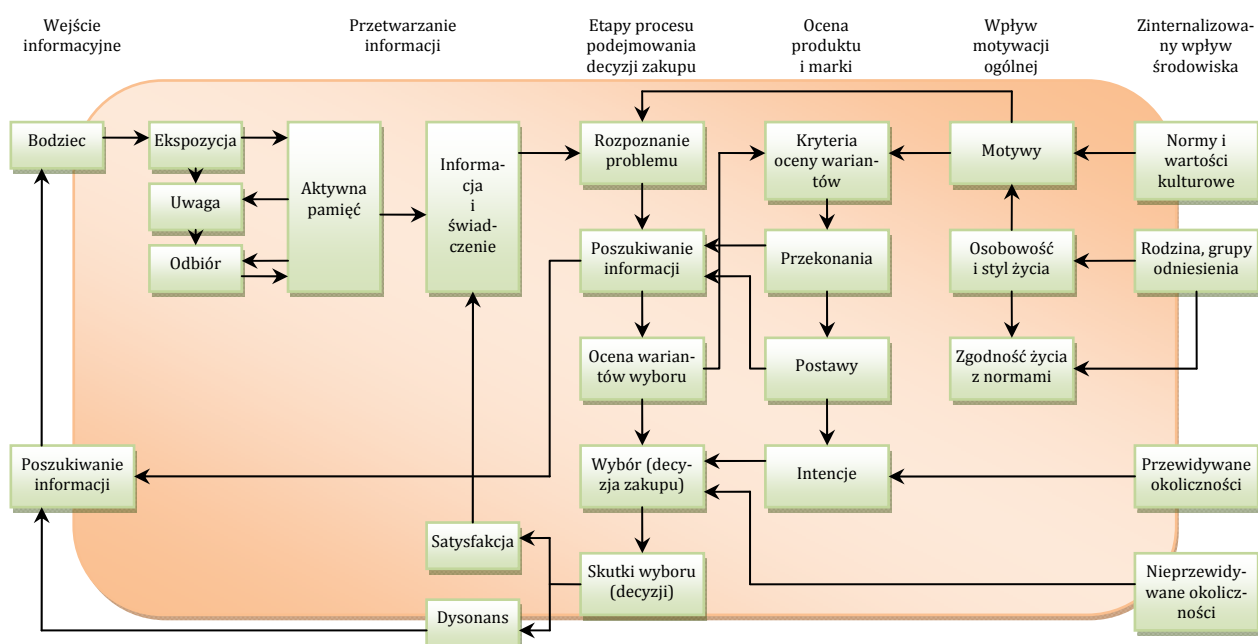 Wejście
informacyjne
Przetwarzanie
informacji
Etapy procesu
podejmowania
decyzji zakupu
Ocena
produktu
i marki
Wpływ
motywacji
ogólnej
Zinternalizowa-
ny wpływ
środowiska
Bodziec
Ekspozycja
Uwaga
Odbiór
Aktywna
pamięć
Informa-
cja
i
świad-
czenie
Rozpoznanie
problemu
Kryteria
oceny warian-
tów
Motywy
Normy i
wartości
kulturowe
Poszukiwanie
informacji
Przekonania
Osobowość
i styl życia
Rodzina, grupy
odniesienia
Ocena warian-
tów wyboru
Postawy
Zgodność życia
z normami
Poszukiwanie
informacji
Wybór (decy-
zja zakupu)
Intencje
Przewidywane
okoliczności
Satysfakcja
Skutki wyboru
(decyzji)
Nieprzewidy-
wane okolicz-
ności
Dysonans